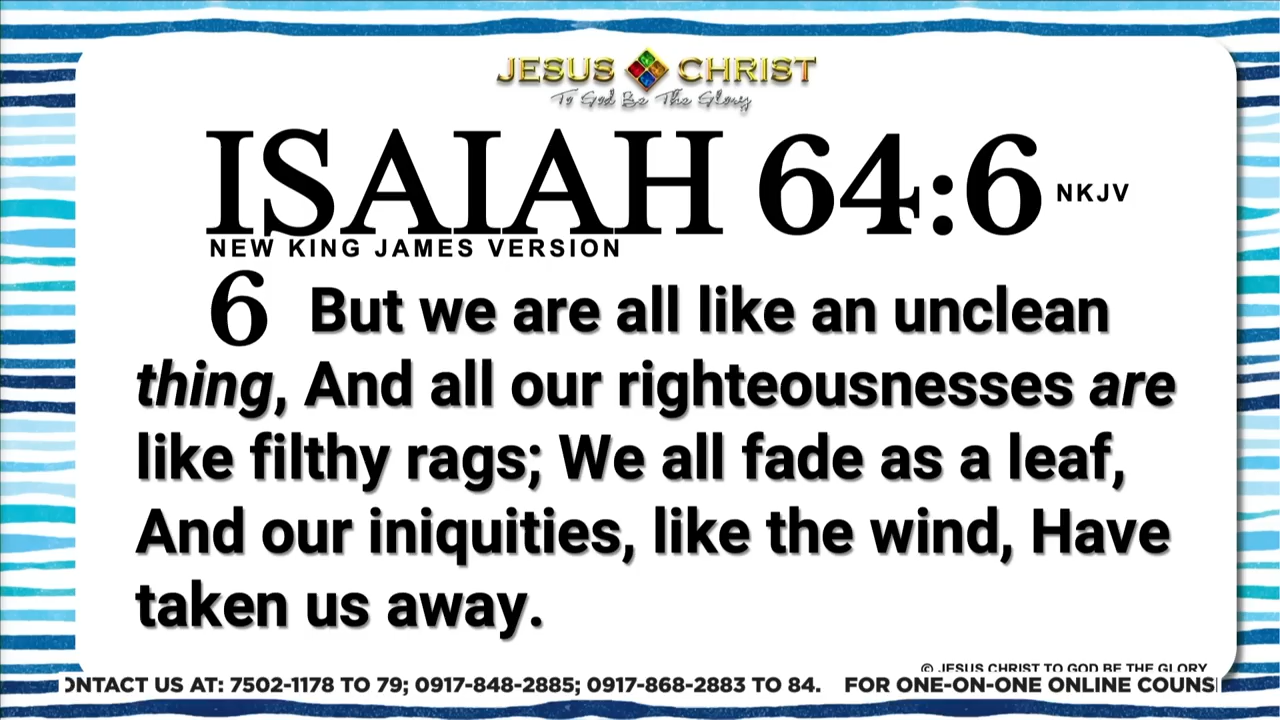 JESUS CHRIST
To God Be The Glory
ISAIAH 64:6 NKJV
NEW KING JAMES VERSION
6 But we are all like an unclean
thing, And all our righteousnesses are
like filthy rags; We all fade as a leaf,
And our iniquities, like the wind, Have
taken us away.
© JESUS CHRIST TO GOD BE THE GLORY
ONTACT US AT: 7502-1178 TO 79; 0917-848-2885; 0917-868-2883 TO 84. FOR ONE-ON-ONE ONLINE COUNS